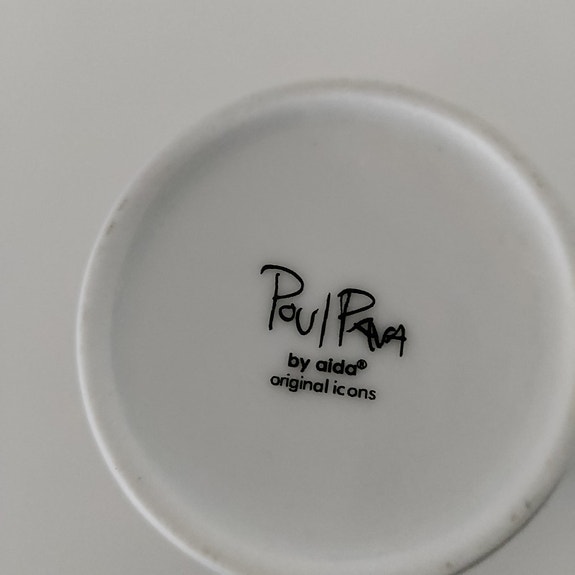 Poul Pava
by aida®
original icons